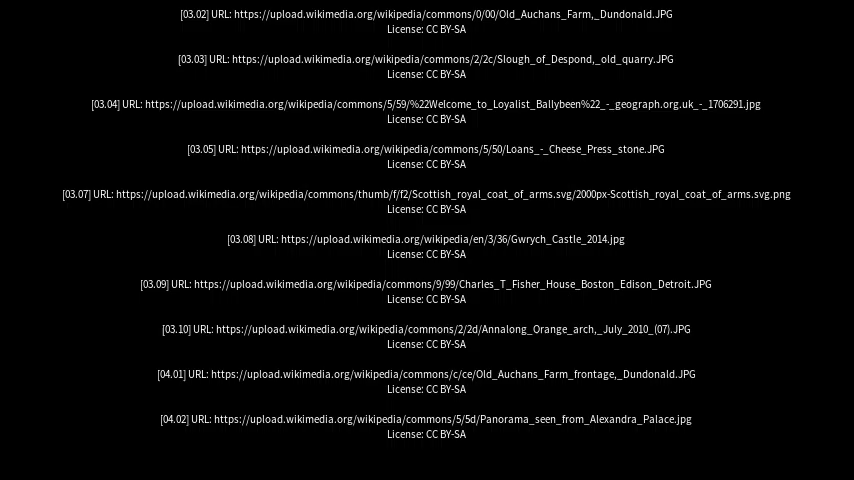 [03.02] URL: https://upload.wikimedia.org/wikipedia/commons/0/00/Old_Auchans_Farm,_Dundonald.JPG
License: CC BY-SA
[03.03] URL: https://upload.wikimedia.org/wikipedia/commons/2/2c/Slough_of_Despond,_old_quarry.JPG
License: CC BY-SA
[03.04] URL: https://upload.wikimedia.org/wikipedia/commons/5/59/%22Welcome_to_Loyalist_Ballybeen%22_-_geograph.org.uk_-_1706291.jpg
License: CC BY-SA
[03.05] URL: https://upload.wikimedia.org/wikipedia/commons/5/50/Loans_-_Cheese_Press_stone.JPG
License: CC BY-SA
[03.07] URL: https://upload.wikimedia.org/wikipedia/commons/thumb/f/f2/Scottish_royal_coat_of_arms.svg/2000px-Scottish_royal_coat_of_arms.svg.png
License: CC BY-SA
[03.08] URL: https://upload.wikimedia.org/wikipedia/en/3/36/Gwrych_Castle_2014.jpg
License: CC BY-SA
[03.09] URL: https://upload.wikimedia.org/wikipedia/commons/9/99/Charles_T_Fisher_House_Boston_Edison_Detroit.JPG
License: CC BY-SA
[03.10] URL: https://upload.wikimedia.org/wikipedia/commons/2/2d/Annalong_Orange_arch,_July_2010_(07).JPG
License: CC BY-SA
[04.01] URL: https://upload.wikimedia.org/wikipedia/commons/c/ce/Old_Auchans_Farm_frontage,_Dundonald.JPG
License: CC BY-SA
[04.02] URL: https://upload.wikimedia.org/wikipedia/commons/5/5d/Panorama_seen_from_Alexandra_Palace.jpg
License: CC BY-SA